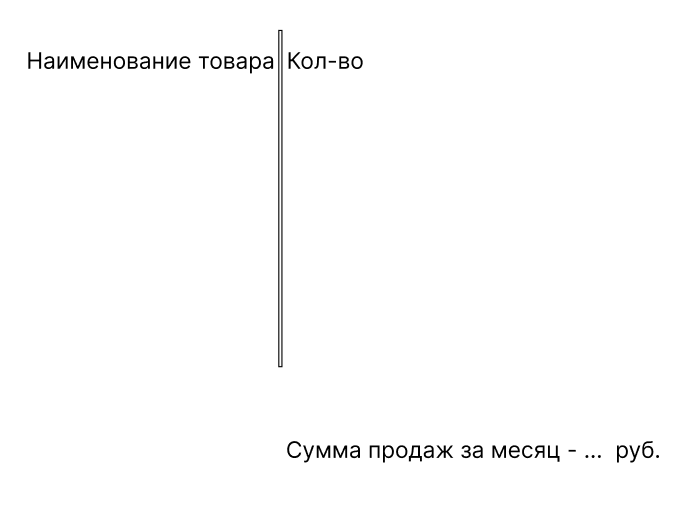 Наименование товара Кол-во
Сумма продаж за месяц - ... руб.